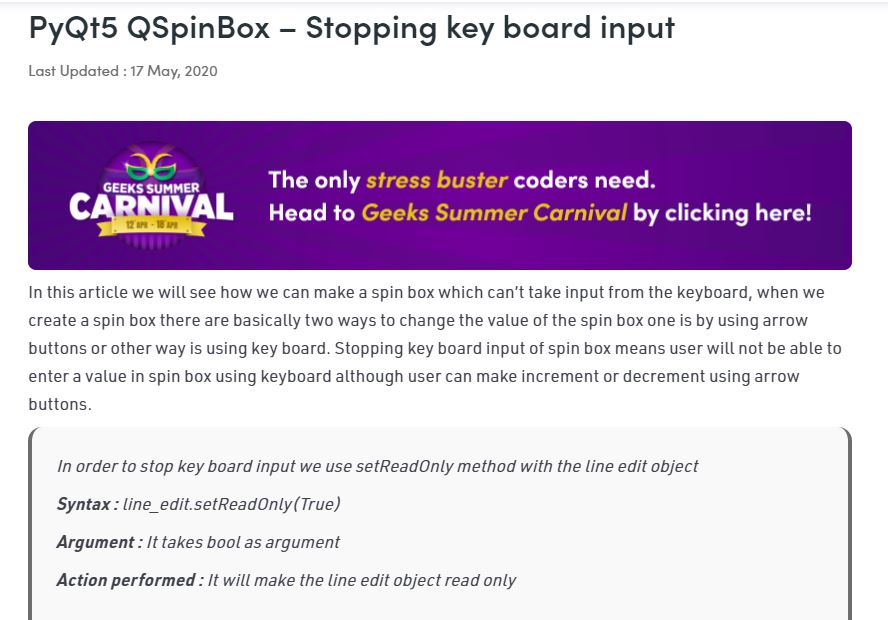 PyQt5 QSpinBox – Stopping key board input
Last Updated : 17 May, 2020
GEEKS SUMMER
CARNIVAL
12 APR - 18 APR
The only stress buster coders need.
Head to Geeks Summer Carnival by clicking here!
In this article we will see how we can make a spin box which can’t take input from the keyboard, when we
create a spin box there are basically two ways to change the value of the spin box one is by using arrow
buttons or other way is using key board. Stopping key board input of spin box means user will not be able to
enter a value in spin box using keyboard although user can make increment or decrement using arrow
buttons.
In order to stop key board input we use setReadOnly method with the line edit object
Syntax : line_edit.setReadOnly(True)
Argument : It takes bool as argument
Action performed : It will make the line edit object read only